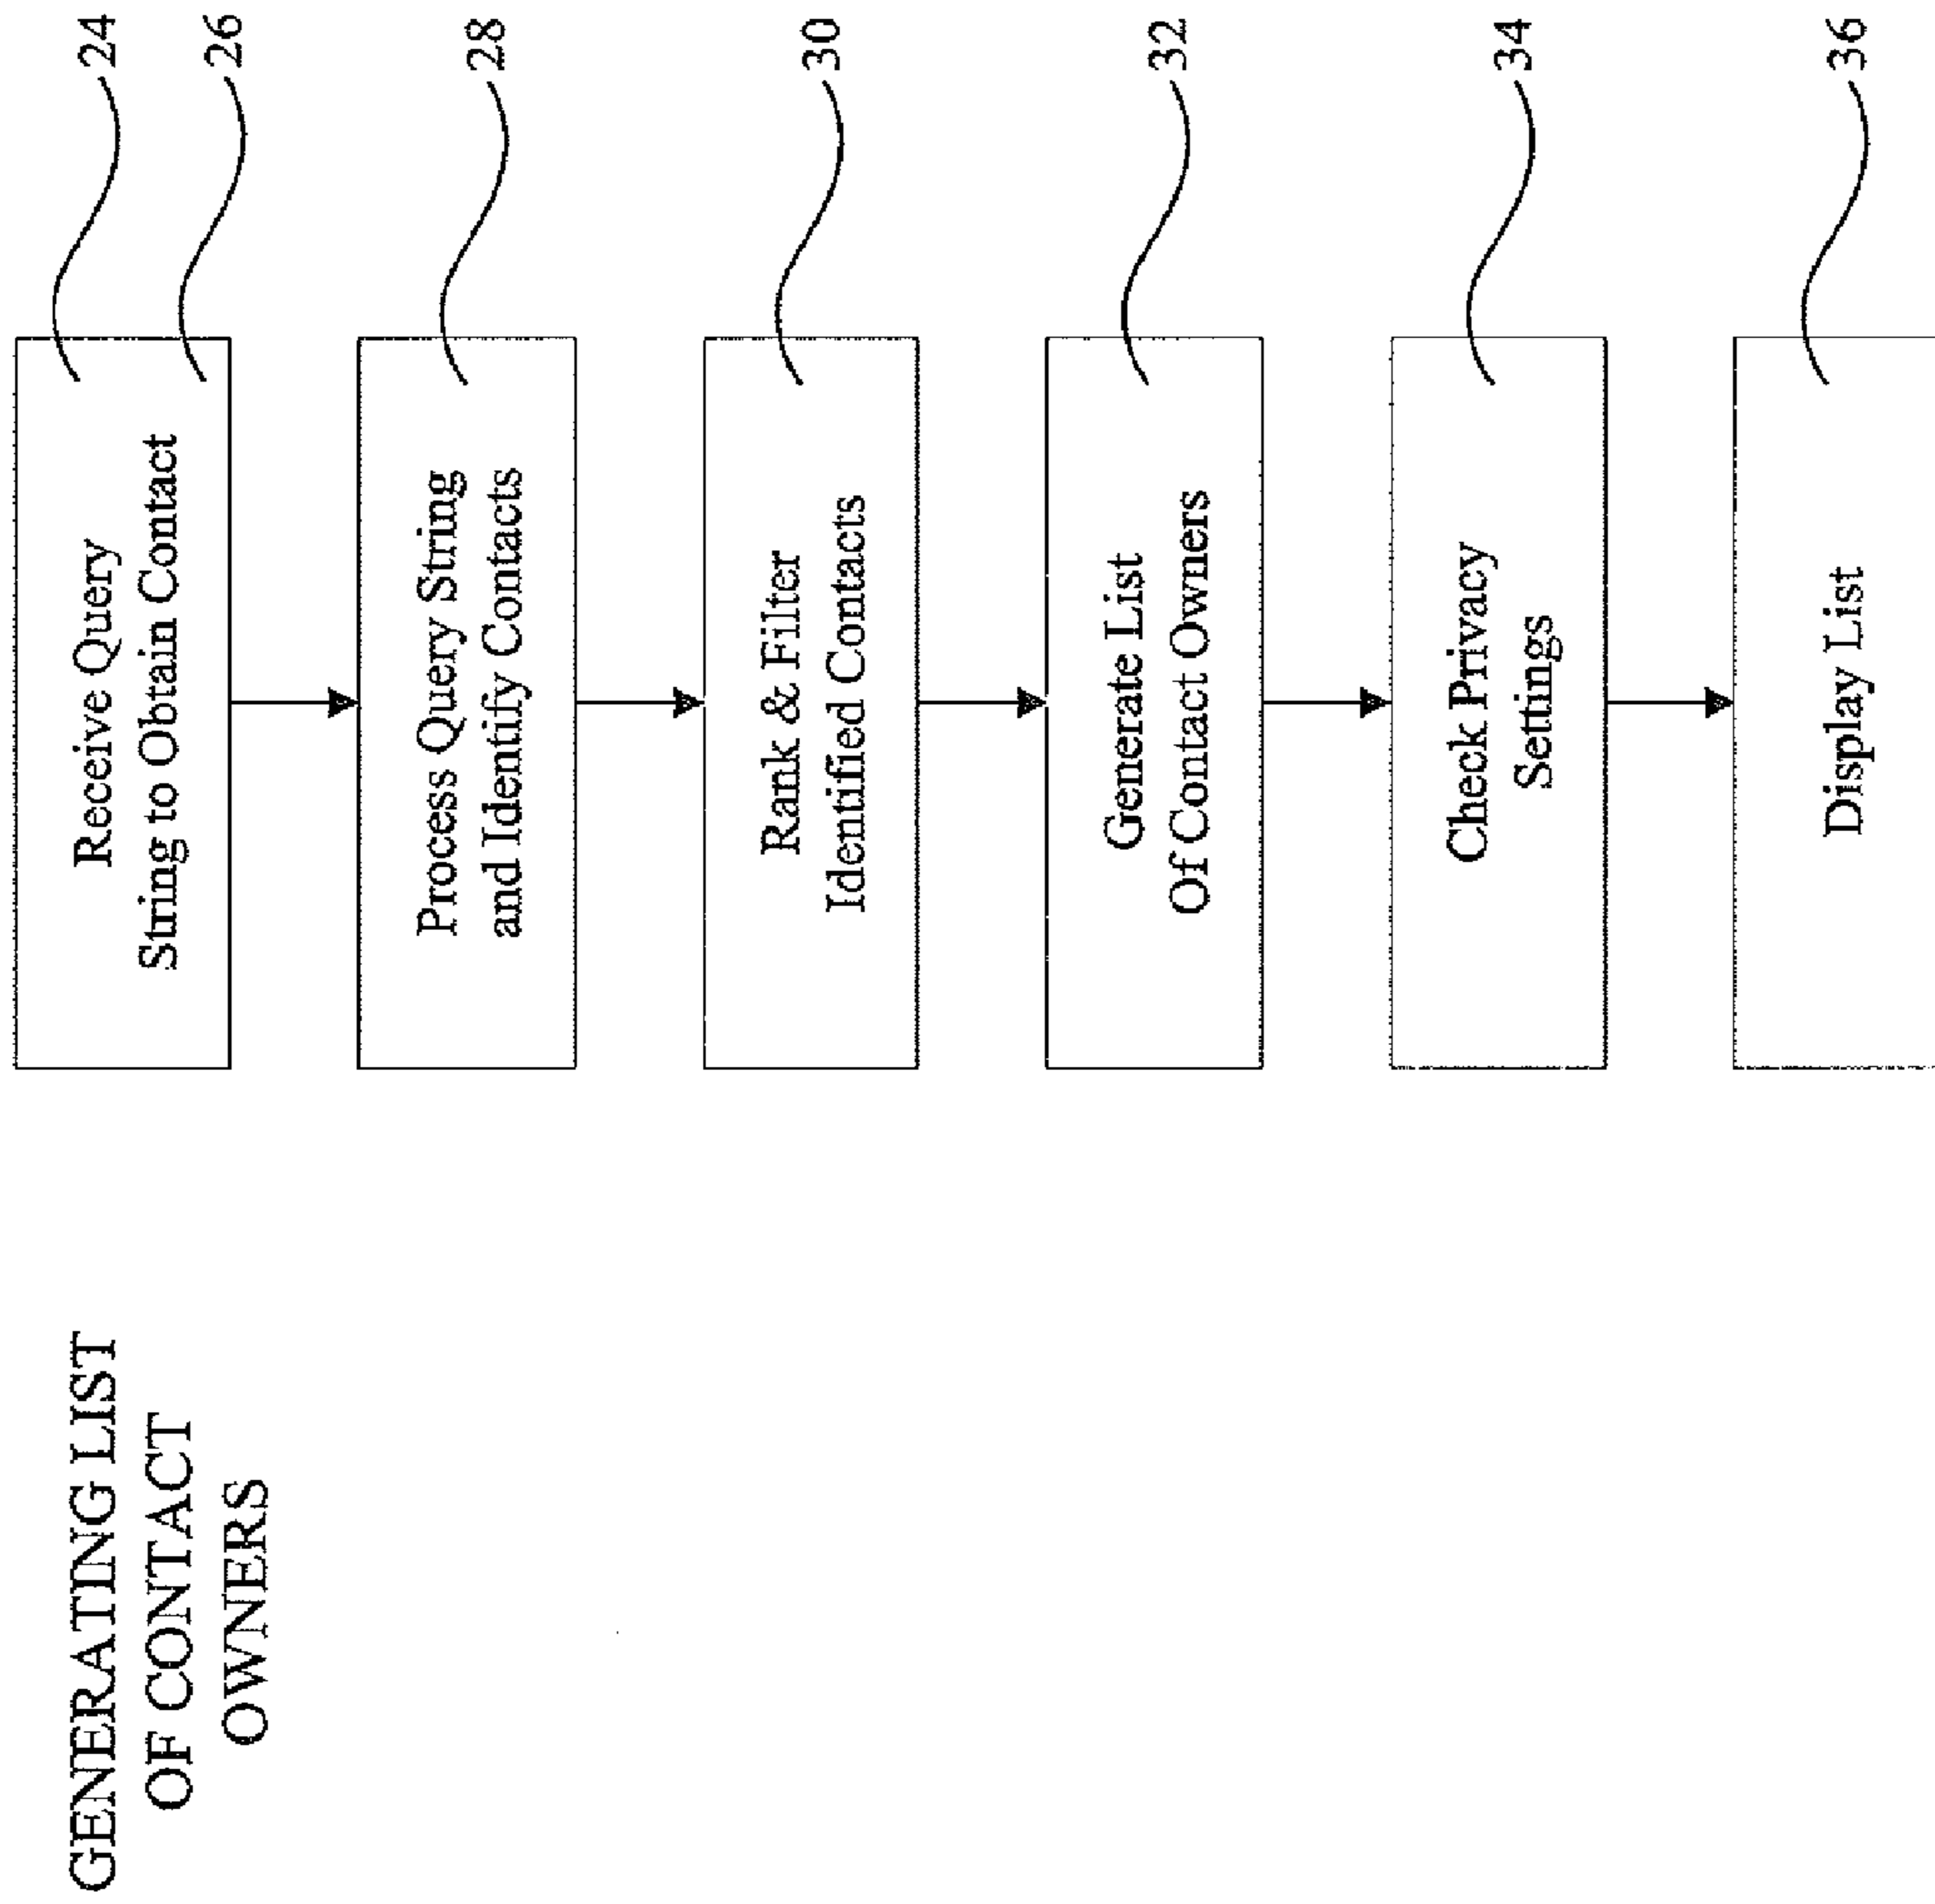 GENERATING LIST
OF CONTACT
OWNERS
Receive Query
String to Obtain Contact
24
26
Process Query String
and Identify Contacts
28
Rank & Filter
Identified Contacts
30
Generate List
Of Contact Owners
32
Check Privacy
Settings
34
Display List
36